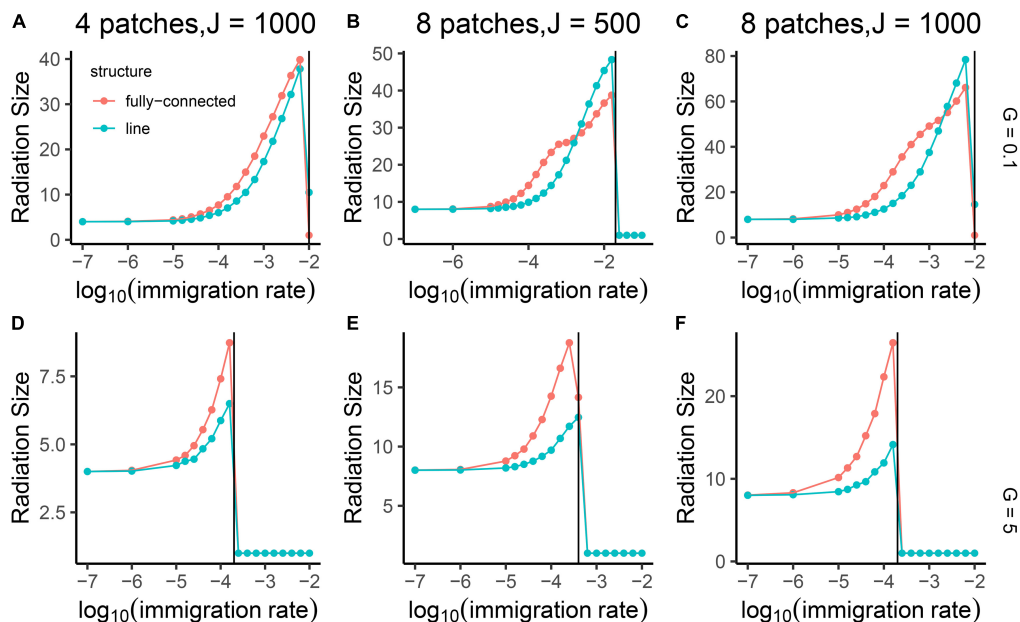 A 4 patches,J = 1000
B 8 patches,J = 500
C 8 patches,J = 1000
structure
fully−connected
line
Radiation Size
40
30
20
10
0
−7 −6 −5 −4 −3 −2
log10(immigration rate)
Radiation Size
50
40
30
20
10
0
−6 −4 −2
log10(immigration rate)
Radiation Size
80
60
40
20
0
−7 −6 −5 −4 −3 −2
log10(immigration rate)
G = 0.1
D
Radiation Size
7.5
5.0
2.5
−7 −6 −5 −4 −3 −2
log10(immigration rate)
E
Radiation Size
15
10
5
−7 −6 −5 −4 −3 −2
log10(immigration rate)
F
Radiation Size
20
10
0
−7 −6 −5 −4 −3 −2
log10(immigration rate)
G = 5